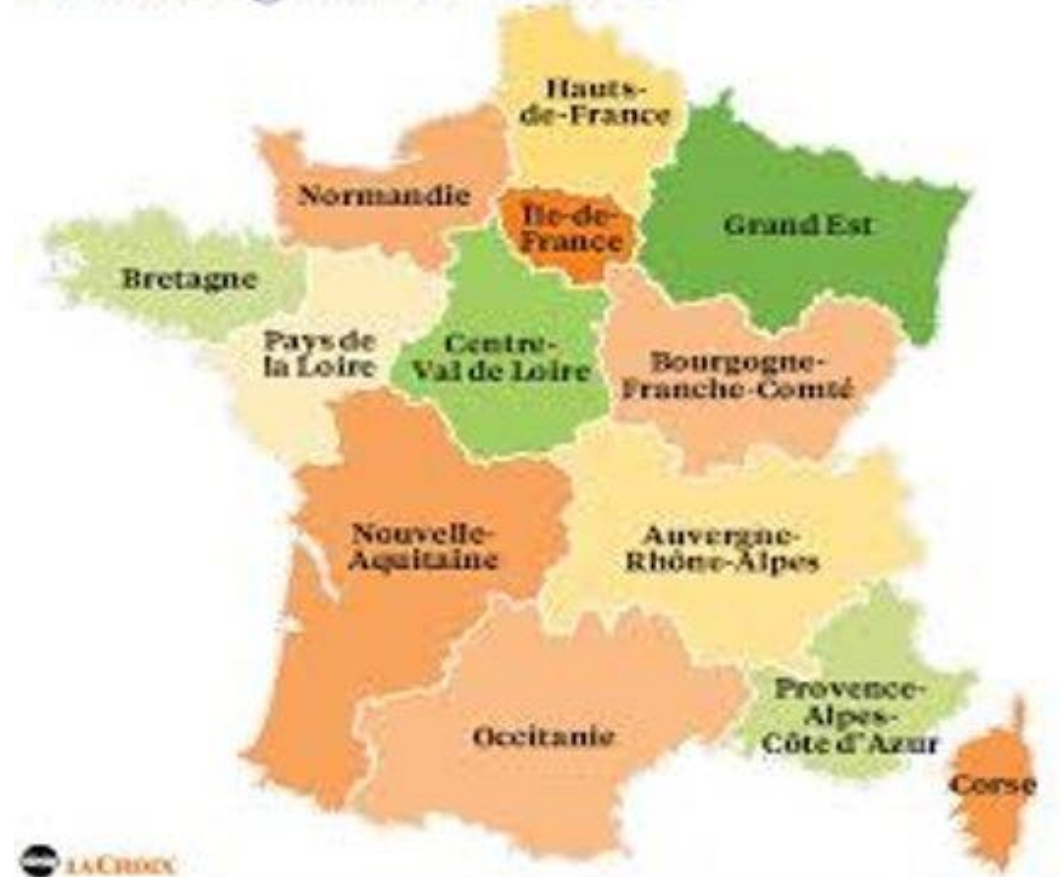 Hauts-
de-France
Normandie
Île-de-
France
Grand Est
Bretagne
Pays de
la Loire
Centre-
Val de Loire
Bourgogne-
Franche-Comté
Nouvelle-
Aquitaine
Auvergne-
Rhône-Alpes
Provence-
Alpes-
Côte d'Azur
Occitanie
Corse
LA CROIX